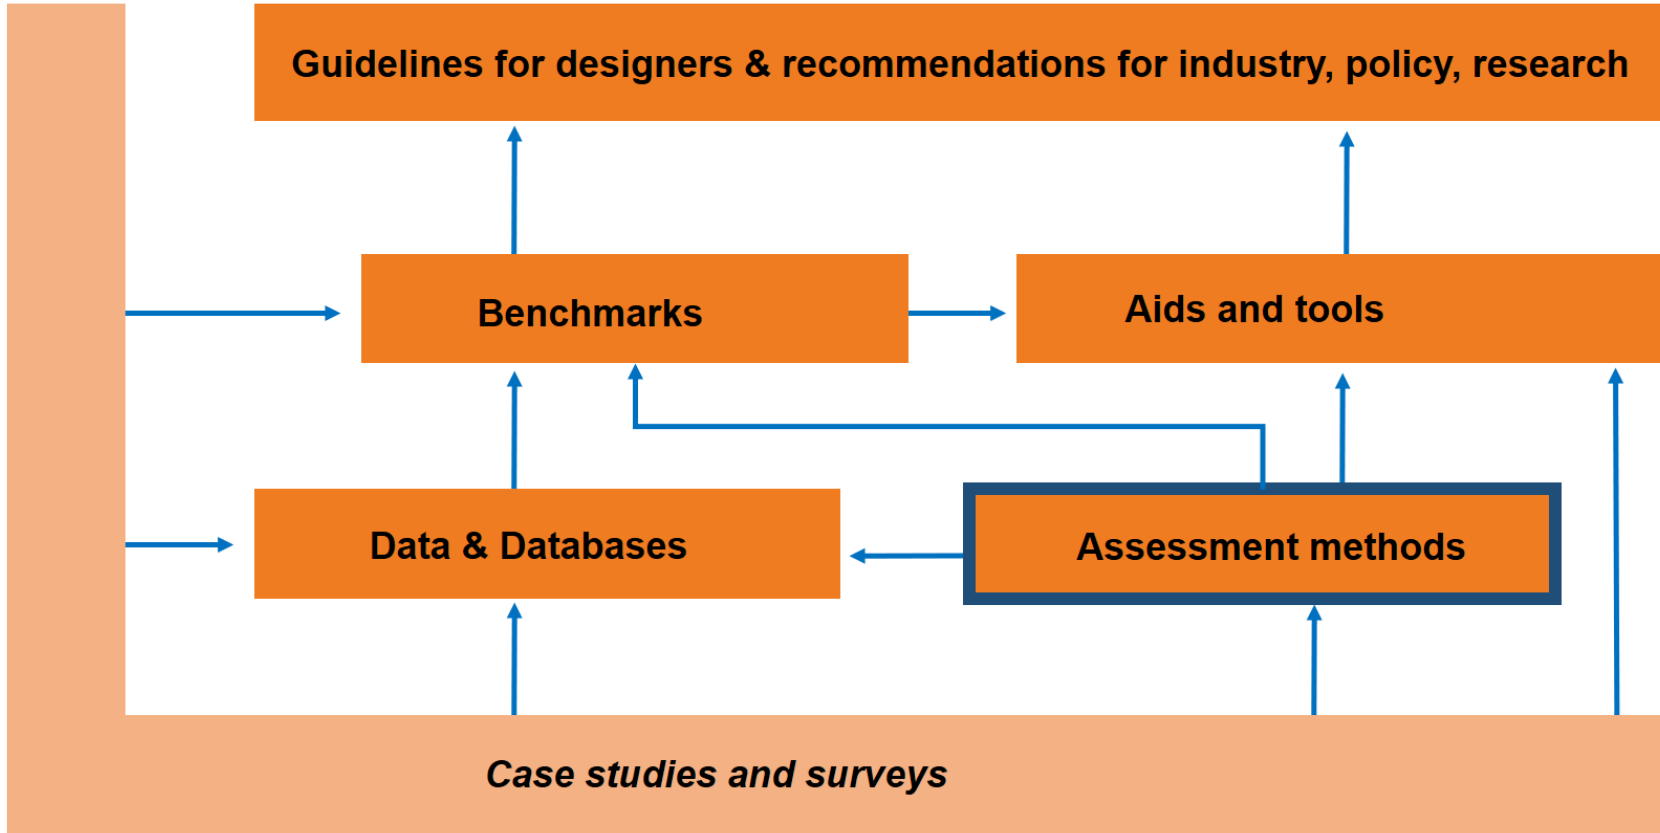 Guidelines for designers & recommendations for industry, policy, research
Benchmarks
Aids and tools
Data & Databases
Assessment methods
Case studies and surveys